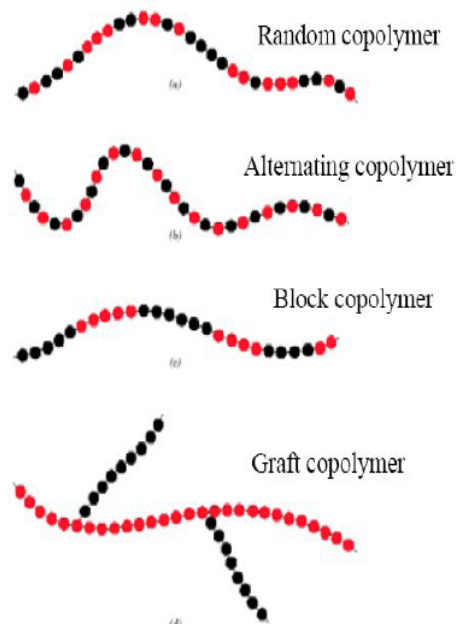 Random copolymer
(a)
Alternating copolymer
(b)
Block copolymer
(c)
Graft copolymer
(d)